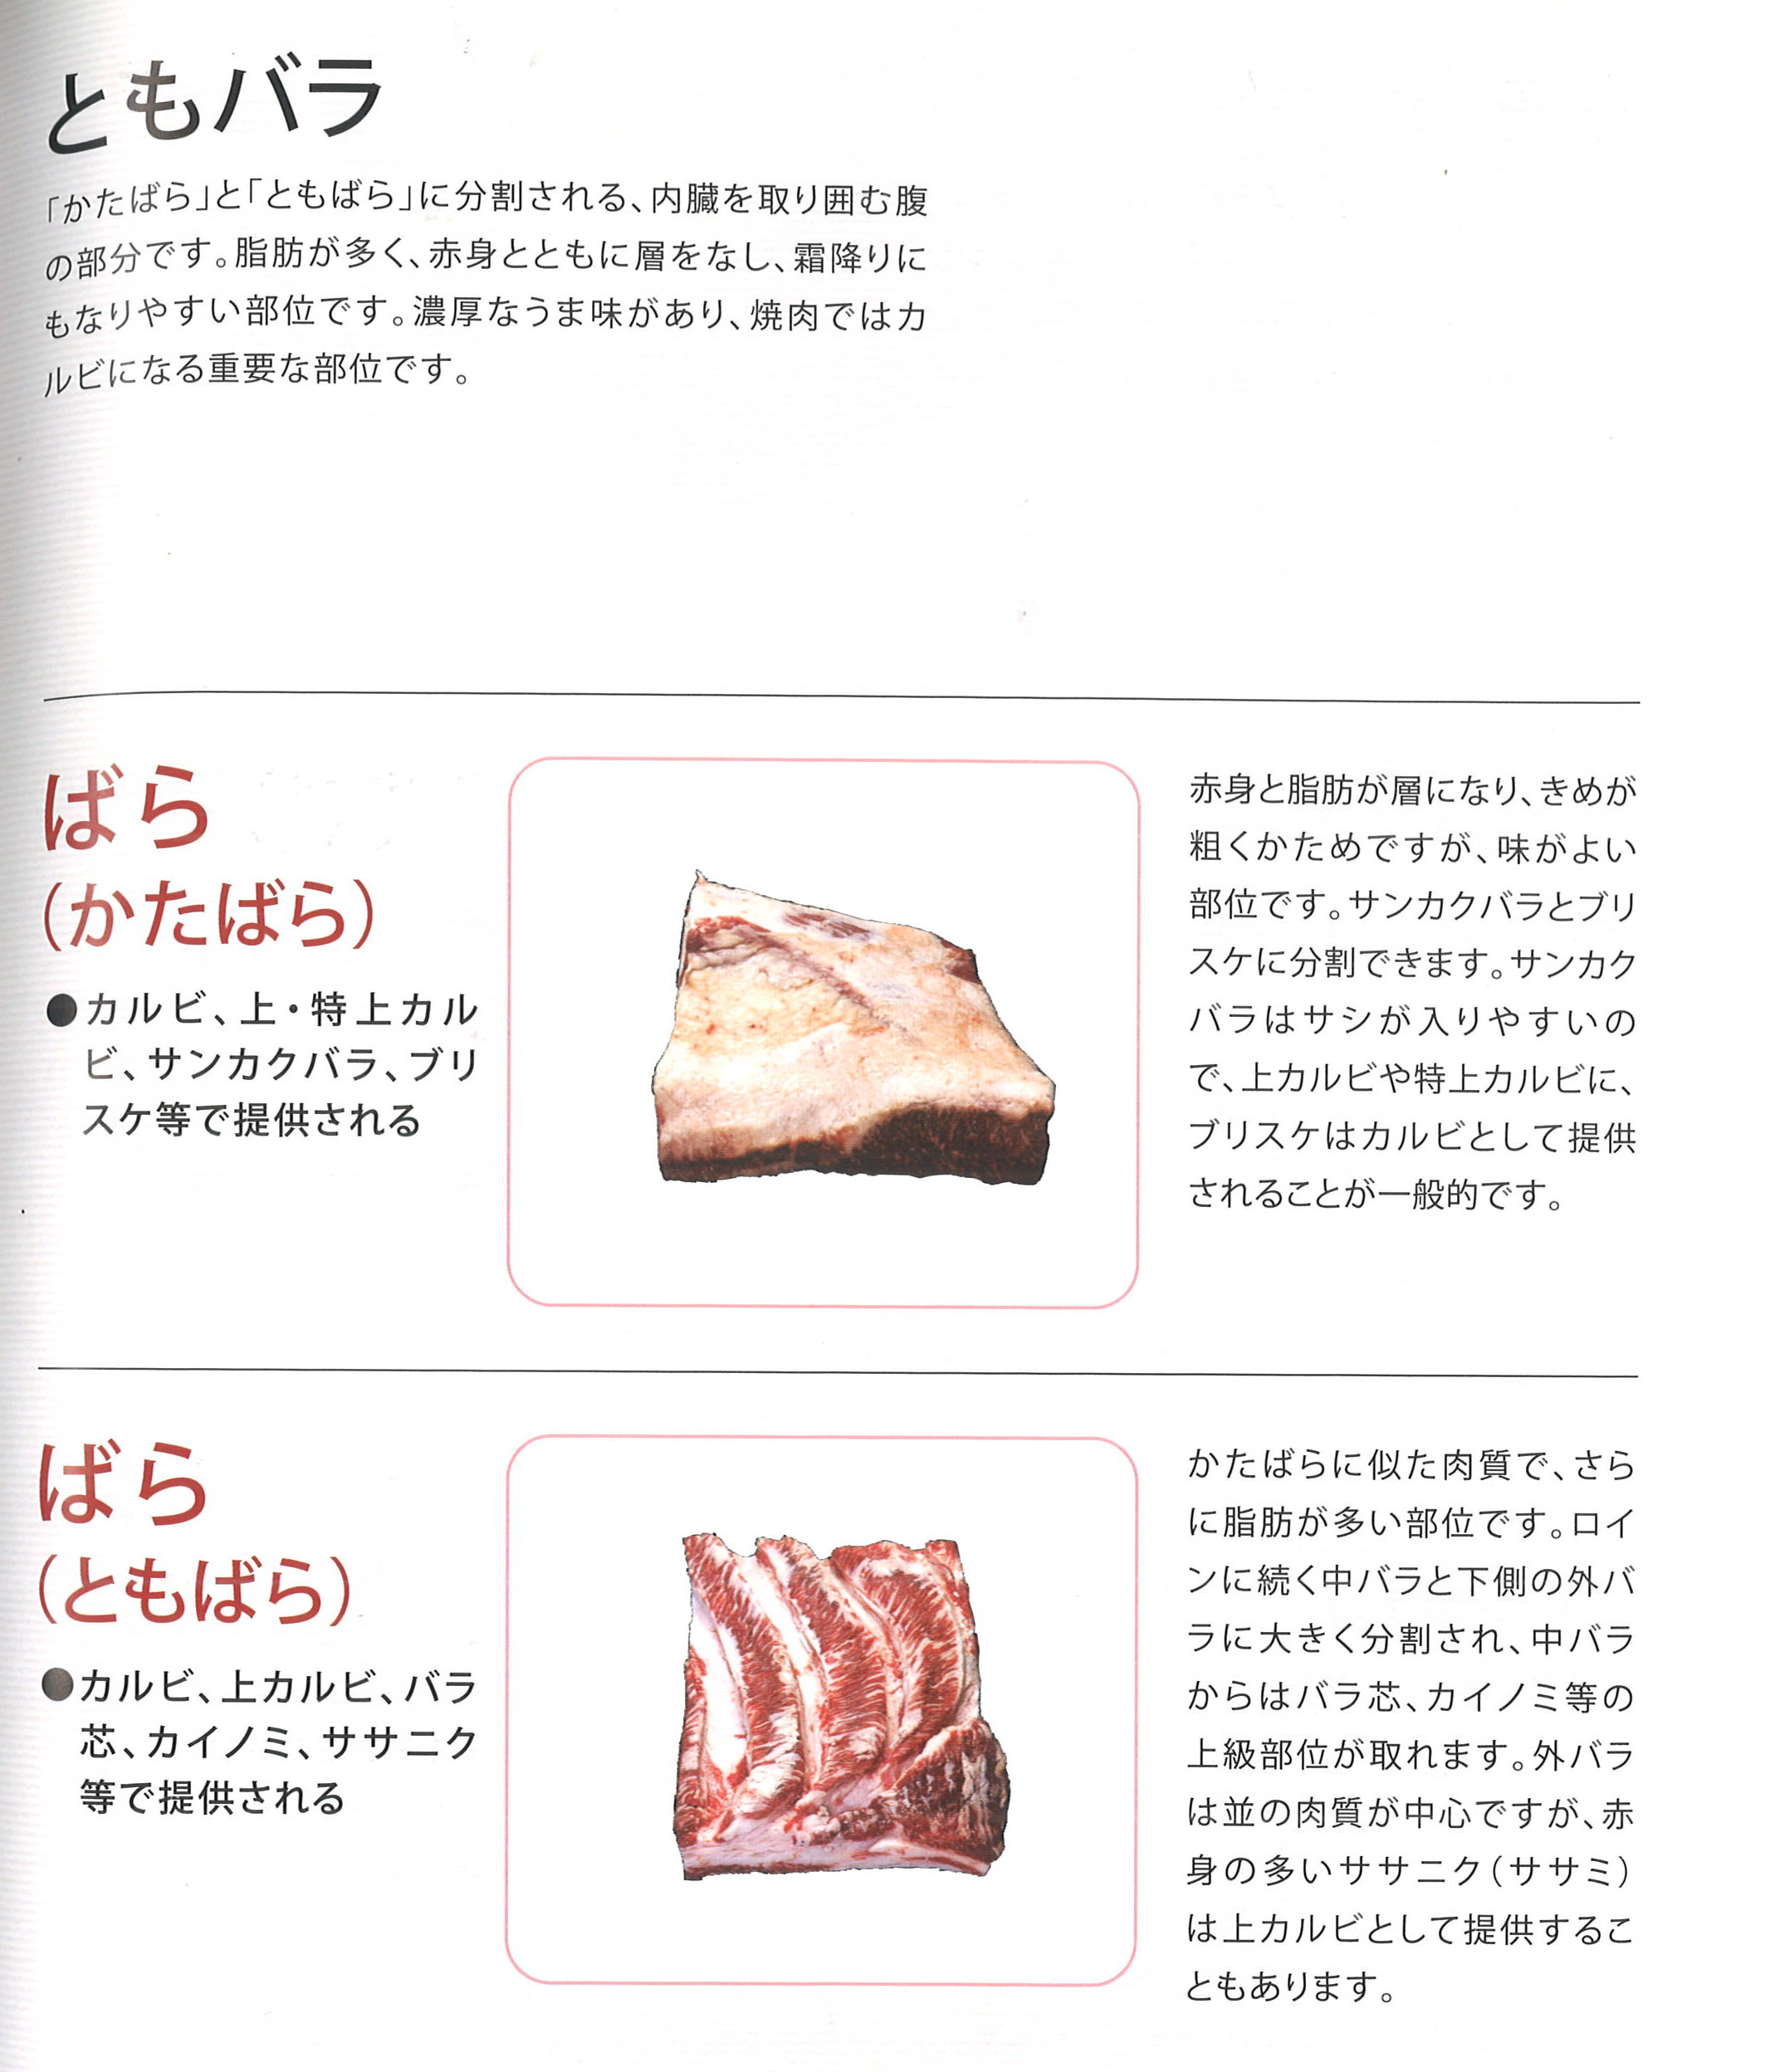 ともバラ
「かたばら」と「ともばら」に分割される、内臓を取り囲む腹
の部分です。脂肪が多く、赤身とともに層をなし、霜降りに
もなりやすい部位です。濃厚なうま味があり、焼肉ではカ
ルビになる重要な部位です。
ばら
(かたばら)
●カルビ、上・特上カル
ビ、サンカクバラ、ブリ
スケ等で提供される
赤身と脂肪が層になり、きめが
粗くかためですが、味がよい
部位です。サンカクバラとブリ
スケに分割できます。サンカク
バラはサシが入りやすいの
で、上カルビや特上カルビに、
ブリスケはカルビとして提供
されることが一般的です。
ばら
(ともばら)
●カルビ、上カルビ、バラ
芯、カイノミ、ササニク
等で提供される
かたばらに似た肉質で、さら
に脂肪が多い部位です。ロイ
ンに続く中バラと下側の外バ
ラに大きく分割され、中バラ
からはバラ芯、カイノミ等の
上級部位が取れます。外バラ
は並の肉質が中心ですが、赤
身の多いササニク(ササミ)
は上カルビとして提供するこ
ともあります。